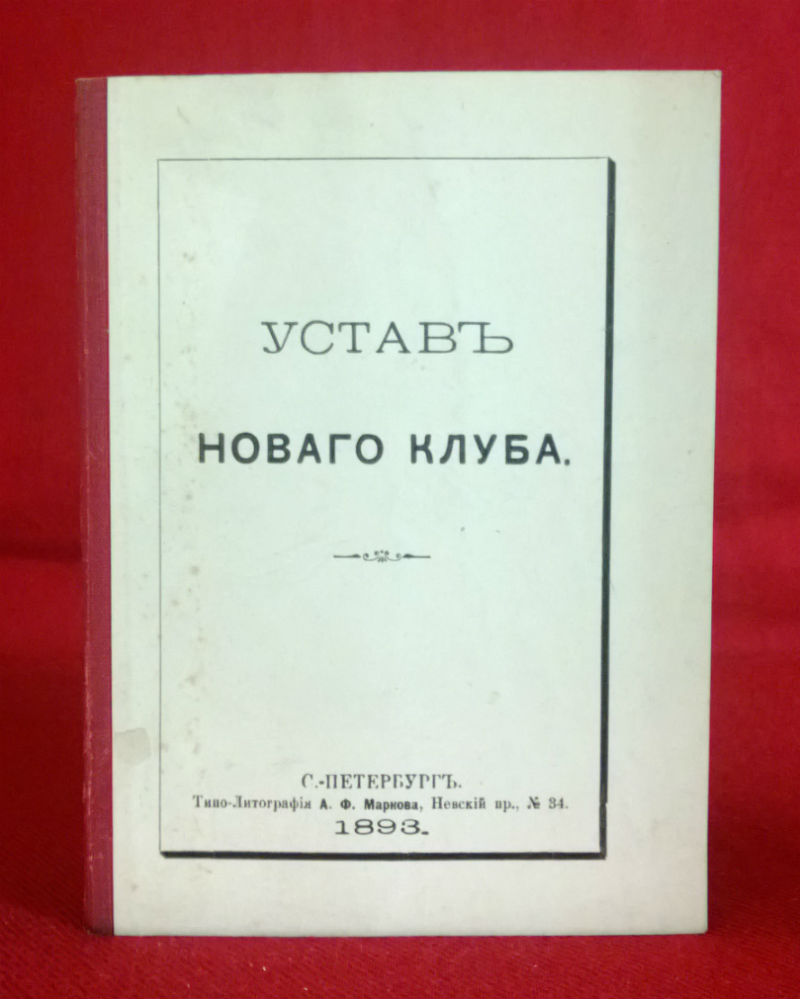 УСТАВЪ
НОВАГО КЛУБА.
С.-ПЕТЕРБУРГЪ.
Типо-Литографія А. Ф. Маркова, Невскій пр., № 34.
1893.